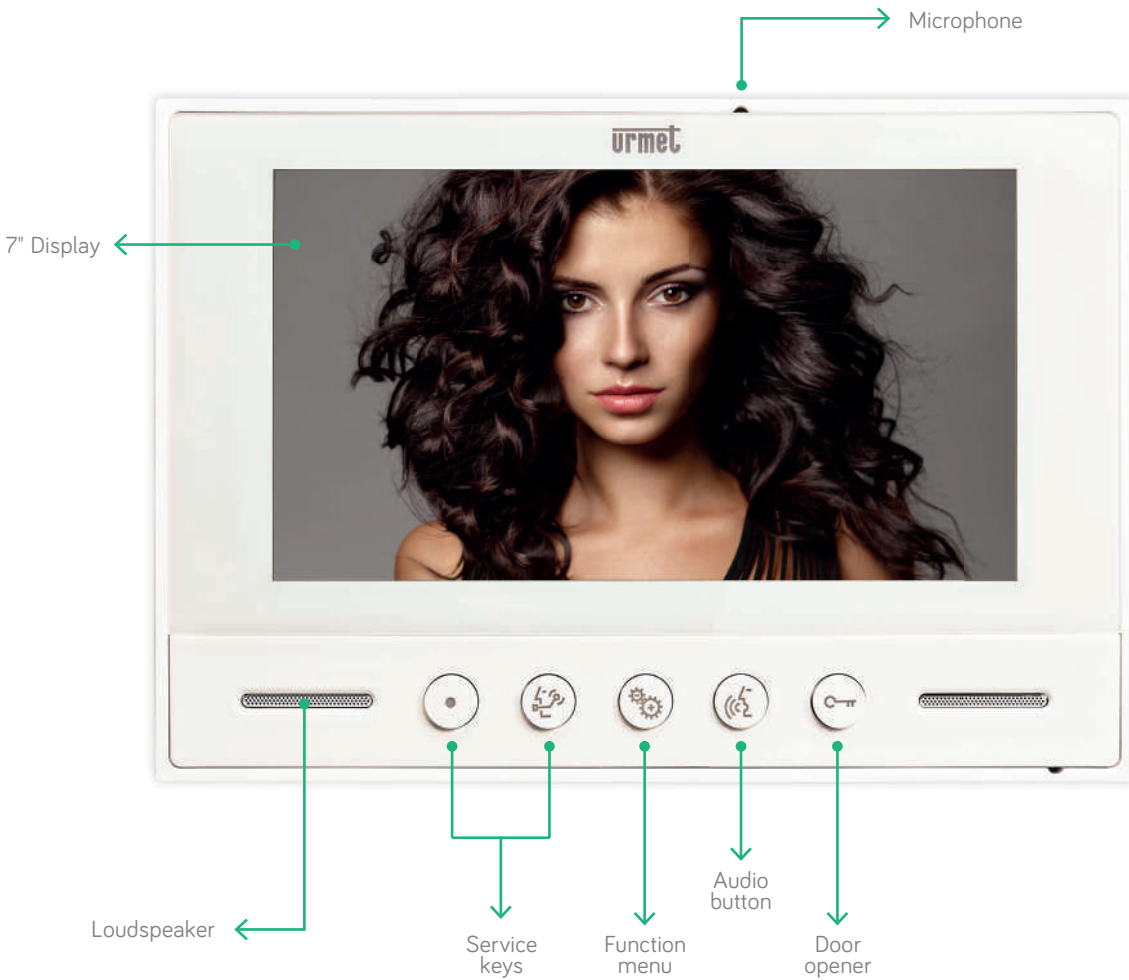 Microphone
urmet
7" Display
Loudspeaker
Service
keys
Function
menu
Audio
button
Door
opener